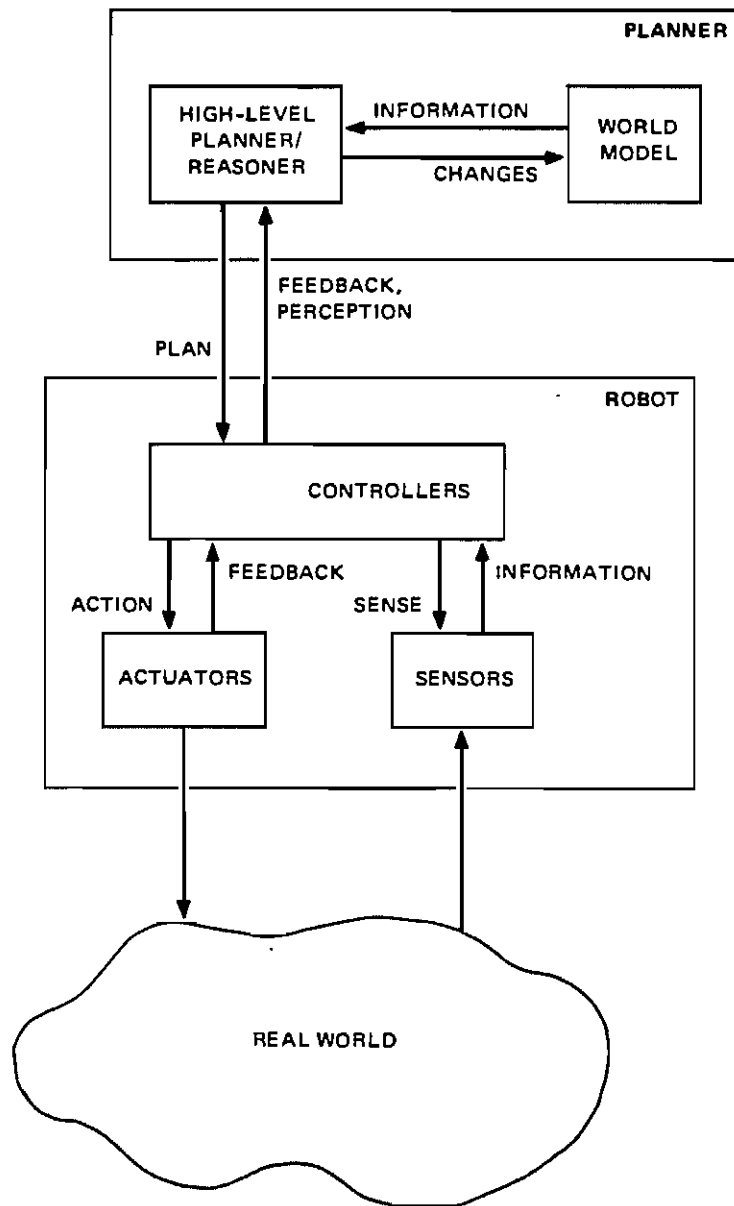 PLANNER
HIGH-LEVEL
PLANNER/
REASONER
INFORMATION
CHANGES
WORLD
MODEL
FEEDBACK,
PERCEPTION
PLAN
ROBOT
CONTROLLERS
ACTION
FEEDBACK
SENSE
INFORMATION
ACTUATORS
SENSORS
REAL WORLD